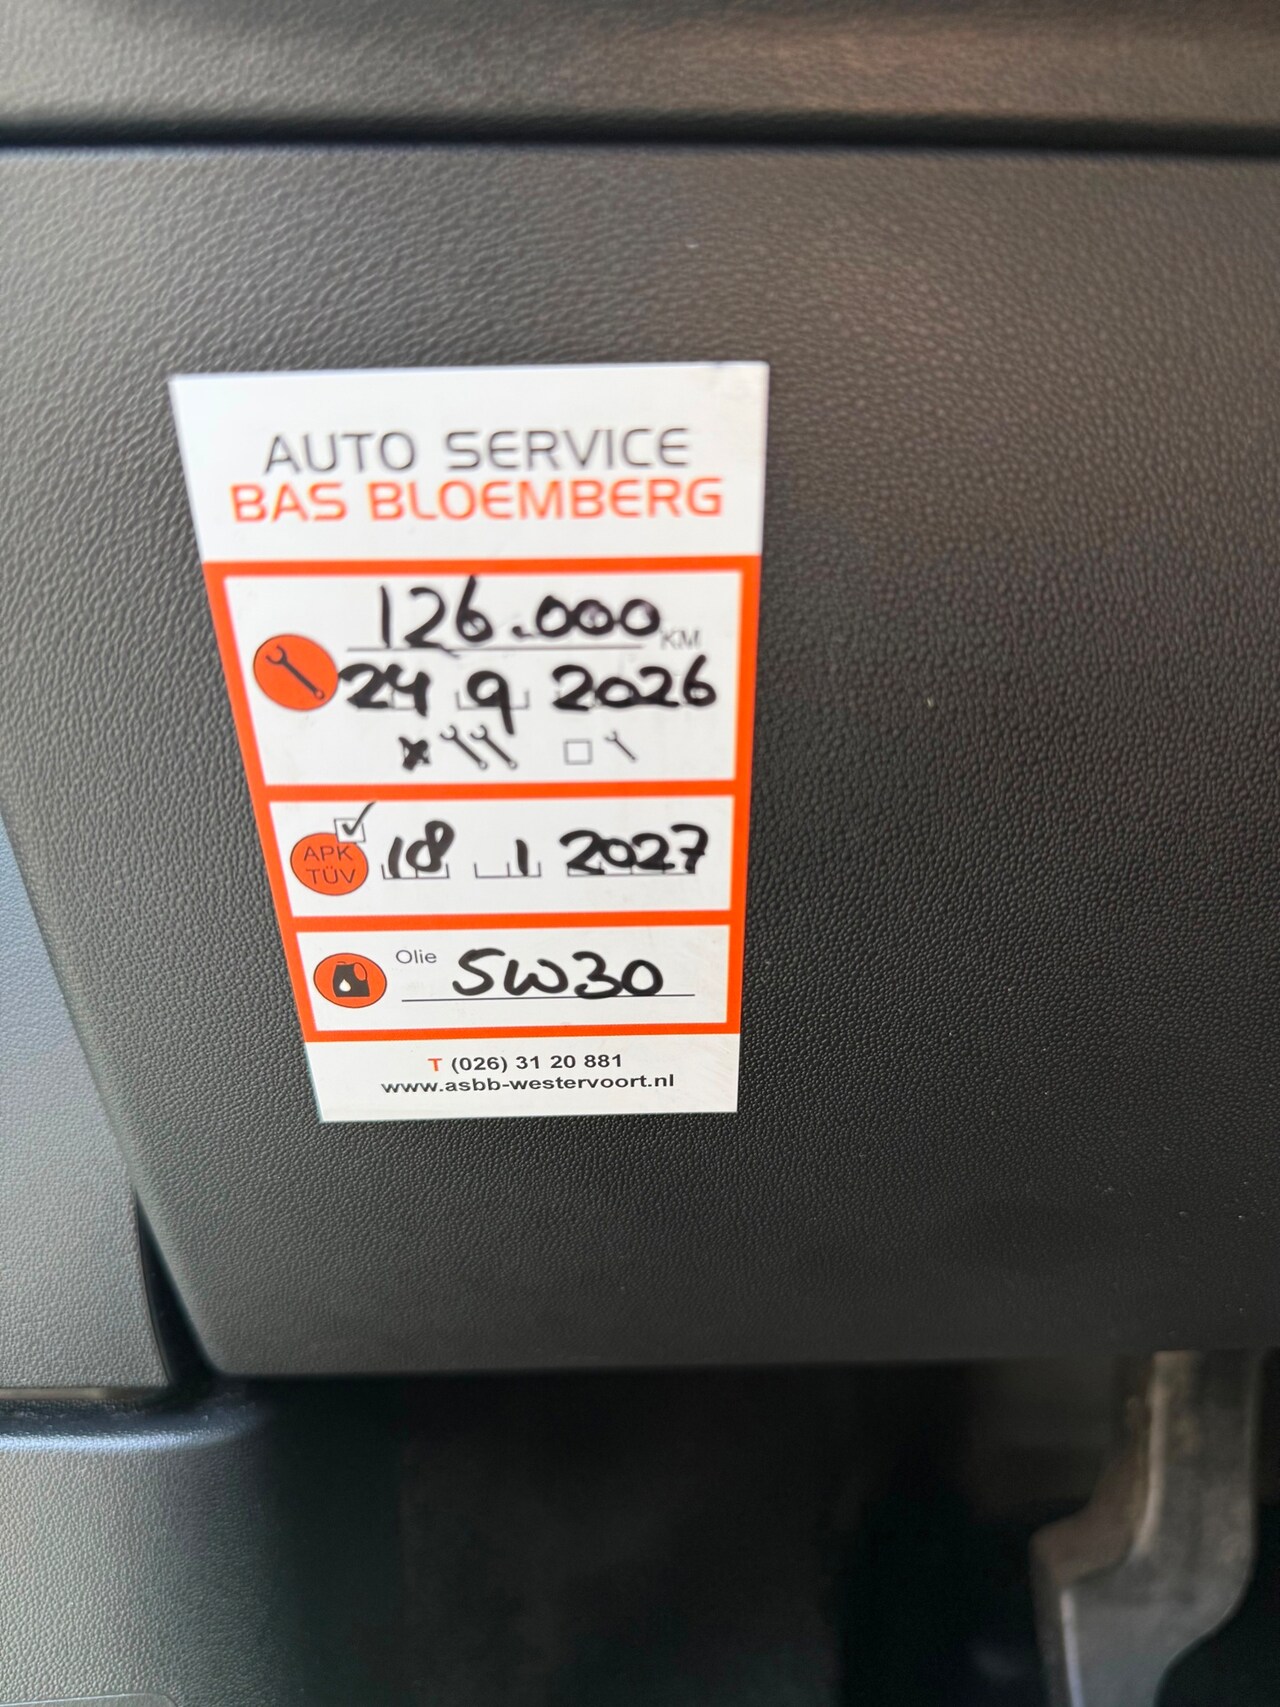 AUTO SERVICE
BAS BLOEMBERG
126.000 KM
24 9 2026
APK 18 1 2027
TÜV
Olie 5W30
T (026) 31 20 881
www.asbb-westervoort.nl